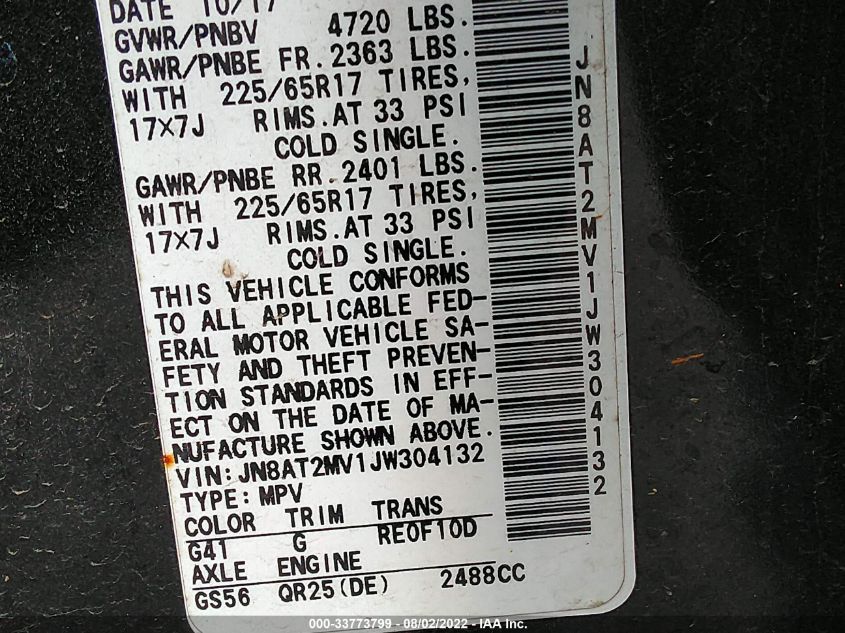 DATE 10/17
GVWR/PNBV 4720 LBS.
GAWR/PNBE FR. 2363 LBS.
WITH 225/65R17 TIRES,
17X7J RIMS. AT 33 PSI
COLD SINGLE.
GAWR/PNBE RR. 2401 LBS.
WITH 225/65R17 TIRES,
17X7J RIMS. AT 33 PSI
COLD SINGLE.
THIS VEHICLE CONFORMS
TO ALL APPLICABLE FED-
ERAL MOTOR VEHICLE SA-
FETY AND THEFT PREVEN-
TION STANDARDS IN EFF-
ECT ON THE DATE OF MA-
NUFACTURE SHOWN ABOVE.
VIN: JN8AT2MV1JW304132
TYPE: MPV
COLOR TRIM TRANS
G41 G RE0F10D
AXLE ENGINE
GS56 QR25(DE) 2488CC
JN8AT2MV1JW304132
000-33773799 - 08/02/2022 - IAA Inc.